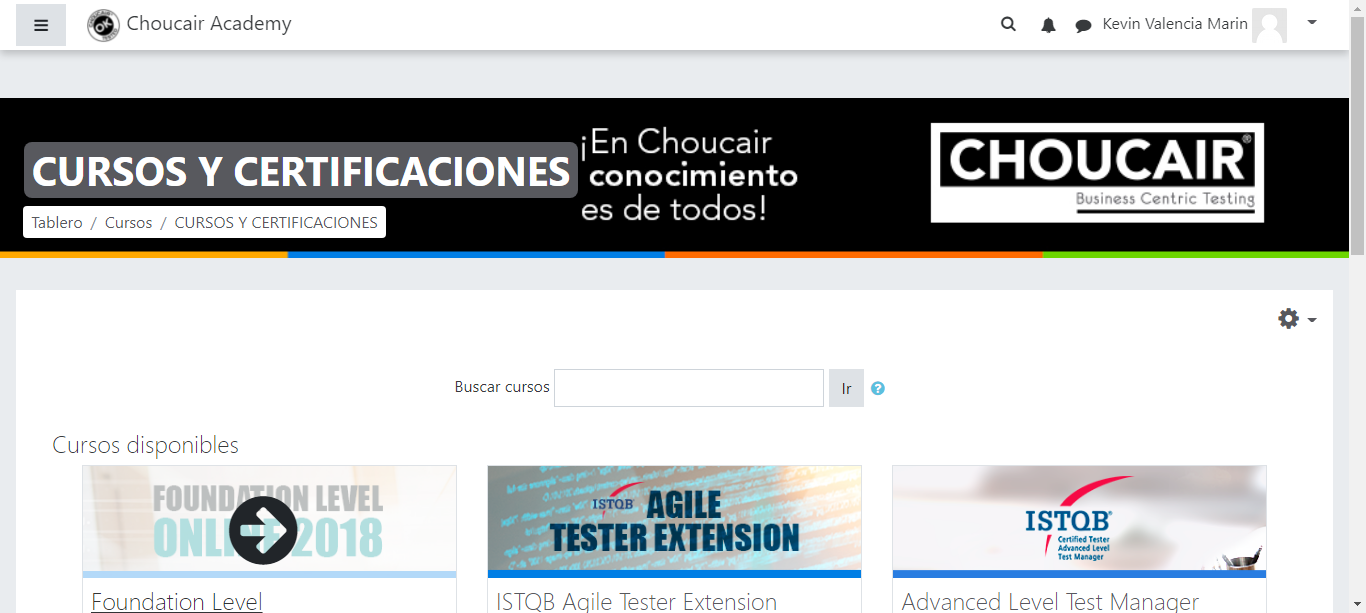 Choucair Academy
Kevin Valencia Marin
CURSOS Y CERTIFICACIONES
¡En Choucair
conocimiento
es de todos!
CHOUCAIR®
Business Centric Testing
Tablero / Cursos / CURSOS Y CERTIFICACIONES
Buscar cursos
Ir
Cursos disponibles
FOUNDATION LEVEL
ONLINE 2018
Foundation Level
ISTQB AGILE
TESTER EXTENSION
ISTQB Agile Tester Extension
ISTQB®
Certified Tester
Advanced Level
Test Manager
Advanced Level Test Manager